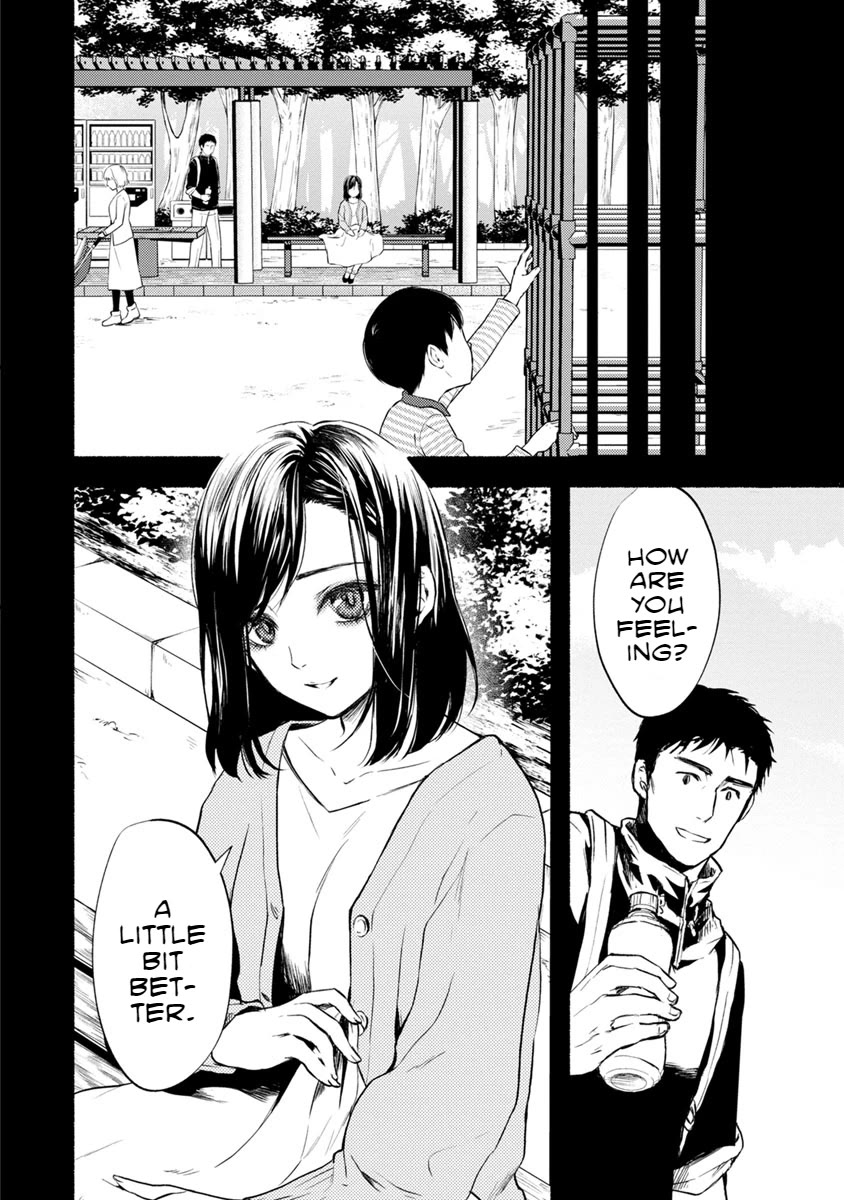 HOW
ARE
YOU
FEEL-
ING?
A
LITTLE
BIT
BET-
TER.